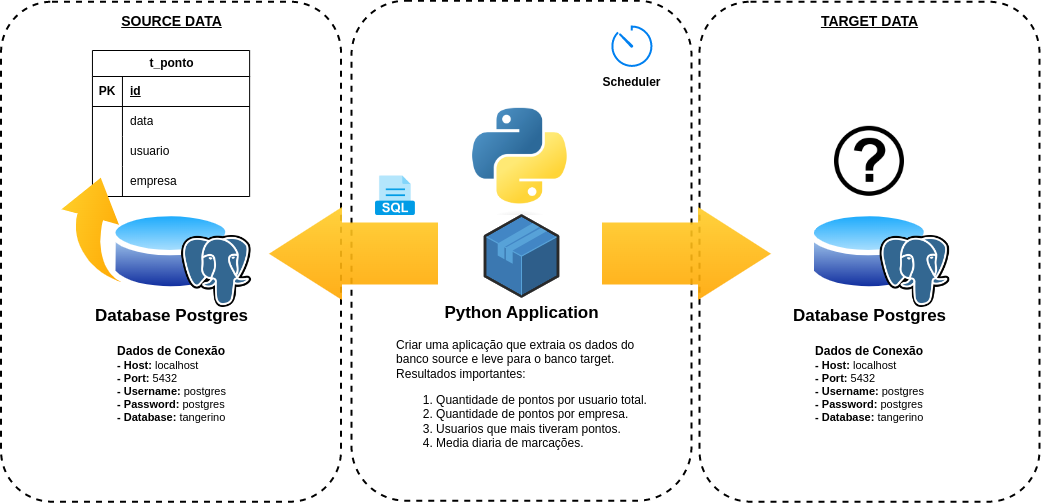 SOURCE DATA
t_ponto
PK id
data
usuario
empresa
Database Postgres
Dados de Conexão
- Host: localhost
- Port: 5432
- Username: postgres
- Password: postgres
- Database: tangerino
Scheduler
SQL
Python Application
Criar uma aplicação que extraia os dados do
banco source e leve para o banco target.
Resultados importantes:
1. Quantidade de pontos por usuario total.
2. Quantidade de pontos por empresa.
3. Usuarios que mais tiveram pontos.
4. Media diaria de marcações.
TARGET DATA
?
Database Postgres
Dados de Conexão
- Host: localhost
- Port: 5432
- Username: postgres
- Password: postgres
- Database: tangerino